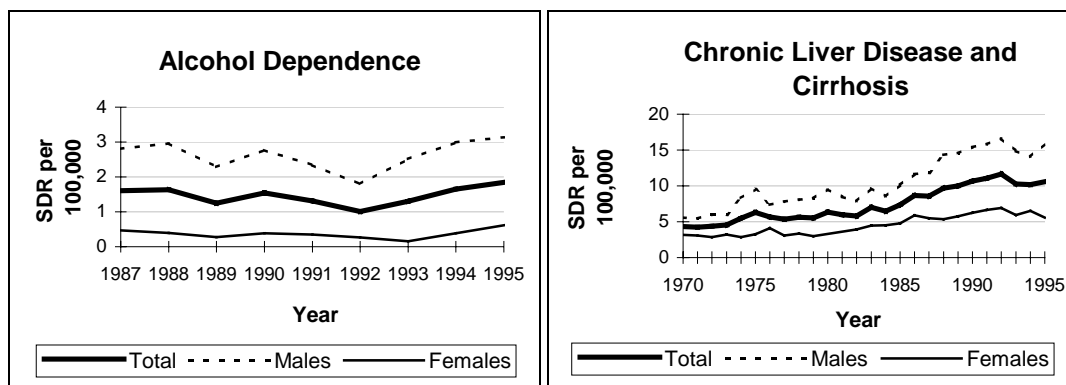 Alcohol Dependence
SDR per
100,000
4
3
2
1
0
1987 1988 1989 1990 1991 1992 1993 1994 1995
Year
Total Males Females
Chronic Liver Disease and
Cirrhosis
SDR per
100,000
20
15
10
5
0
1970 1975 1980 1985 1990 1995
Year
Total Males Females